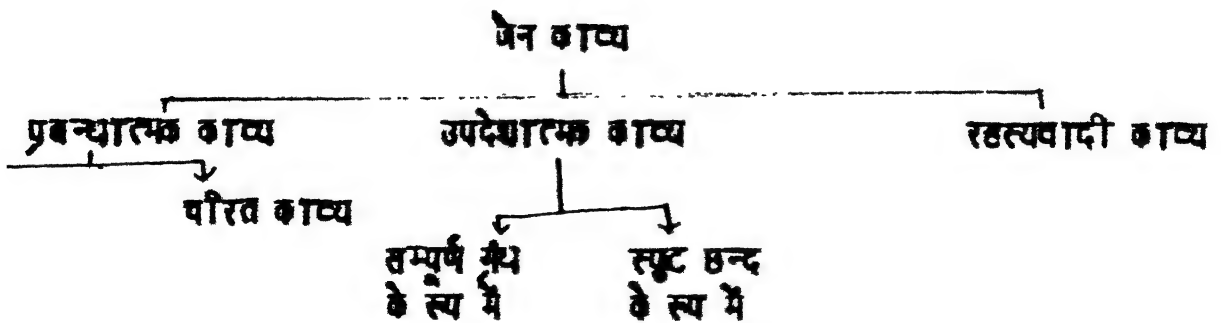 जैन काव्य
प्रबन्धात्मक काव्य उपदेशात्मक काव्य रहस्यवादी काव्य
चरित काव्य
सम्पूर्ण ग्रंथ स्फुट छन्द
के रूप में के रूप में